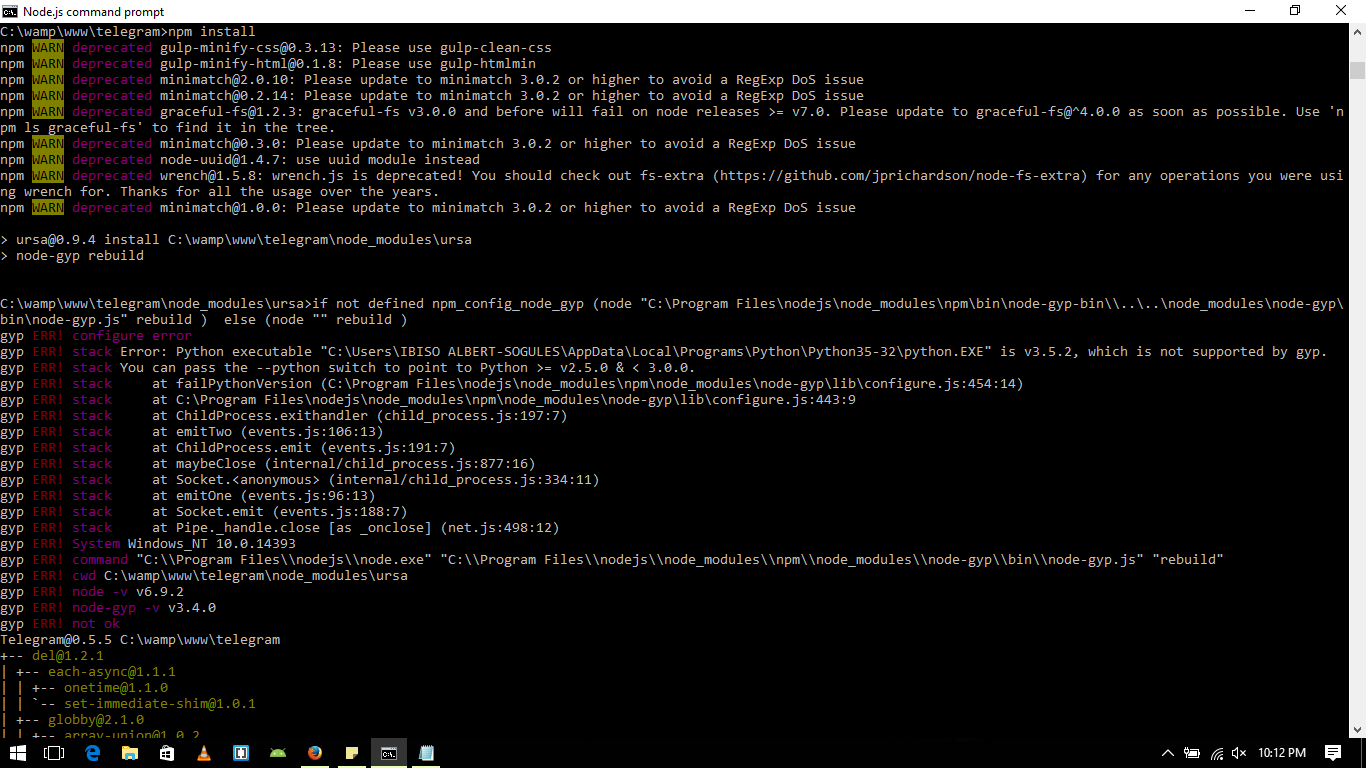 Node.js command prompt
C:\wamp\www\telegram>npm install
npm WARN deprecated gulp-minify-css@0.3.13: Please use gulp-clean-css
npm WARN deprecated gulp-minify-html@0.1.8: Please use gulp-htmlmin
npm WARN deprecated minimatch@2.0.10: Please update to minimatch 3.0.2 or higher to avoid a RegExp DoS issue
npm WARN deprecated minimatch@0.2.14: Please update to minimatch 3.0.2 or higher to avoid a RegExp DoS issue
npm WARN deprecated graceful-fs@1.2.3: graceful-fs v3.0.0 and before will fail on node releases >= v7.0. Please update to graceful-fs@^4.0.0 as soon as possible. Use 'n
pm ls graceful-fs' to find it in the tree.
npm WARN deprecated minimatch@0.3.0: Please update to minimatch 3.0.2 or higher to avoid a RegExp DoS issue
npm WARN deprecated node-uuid@1.4.7: use uuid module instead
npm WARN deprecated wrench@1.5.8: wrench.js is deprecated! You should check out fs-extra (https://github.com/jprichardson/node-fs-extra) for any operations you were usi
ng wrench for. Thanks for all the usage over the years.
npm WARN deprecated minimatch@1.0.0: Please update to minimatch 3.0.2 or higher to avoid a RegExp DoS issue
> ursa@0.9.4 install C:\wamp\www\telegram\node_modules\ursa
> node-gyp rebuild
C:\wamp\www\telegram\node_modules\ursa>if not defined npm_config_node_gyp (node "C:\Program Files\nodejs\node_modules\npm\bin\node-gyp-bin\\..\..\node_modules\node-gyp\
bin\node-gyp.js" rebuild )  else (node "" rebuild )
gyp ERR! configure error
gyp ERR! stack Error: Python executable "C:\Users\IBISO ALBERT-SOGULES\AppData\Local\Programs\Python\Python35-32\python.EXE" is v3.5.2, which is not supported by gyp.
gyp ERR! stack You can pass the --python switch to point to Python >= v2.5.0 & < 3.0.0.
gyp ERR! stack     at failPythonVersion (C:\Program Files\nodejs\node_modules\npm\node_modules\node-gyp\lib\configure.js:454:14)
gyp ERR! stack     at C:\Program Files\nodejs\node_modules\npm\node_modules\node-gyp\lib\configure.js:443:9
gyp ERR! stack     at ChildProcess.exithandler (child_process.js:197:7)
gyp ERR! stack     at emitTwo (events.js:106:13)
gyp ERR! stack     at ChildProcess.emit (events.js:191:7)
gyp ERR! stack     at maybeClose (internal/child_process.js:877:16)
gyp ERR! stack     at Socket.<anonymous> (internal/child_process.js:334:11)
gyp ERR! stack     at emitOne (events.js:96:13)
gyp ERR! stack     at Socket.emit (events.js:188:7)
gyp ERR! stack     at Pipe._handle.close [as _onclose] (net.js:498:12)
gyp ERR! System Windows_NT 10.0.14393
gyp ERR! command "C:\\Program Files\\nodejs\\node.exe" "C:\\Program Files\\nodejs\\node_modules\\npm\\node_modules\\node-gyp\\bin\\node-gyp.js" "rebuild"
gyp ERR! cwd C:\wamp\www\telegram\node_modules\ursa
gyp ERR! node -v v6.9.2
gyp ERR! node-gyp -v v3.4.0
gyp ERR! not ok
Telegram@0.5.5 C:\wamp\www\telegram
+-- del@1.2.1
| +-- each-async@1.1.1
| | +-- onetime@1.1.0
| | `-- set-immediate-shim@1.0.1
| +-- globby@2.1.0
| | +-- array-union@1.0.2
10:12 PM